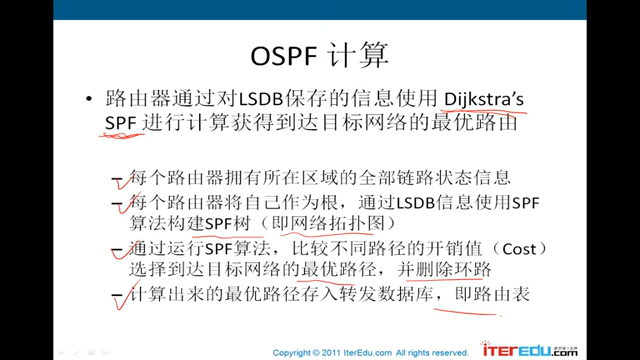 OSPF 计算
• 路由器通过对LSDB保存的信息使用 Dijkstra's
SPF 进行计算获得到达目标网络的最优路由
– 每个路由器拥有所在区域的全部链路状态信息
– 每个路由器将自己作为根，通过LSDB信息使用SPF
算法构建SPF树（即网络拓扑图）
– 通过运行SPF算法，比较不同路径的开销值（Cost）
选择到达目标网络的最优路径，并删除环路
– 计算出来的最优路径存入转发数据库，即路由表
Copyright © 2011 IterEdu.com All rights reserved.
iTEREDU.com